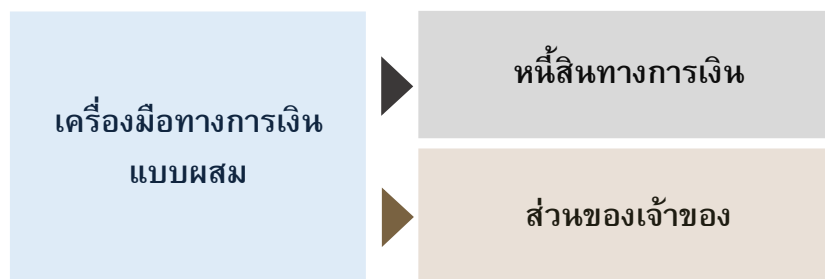 เครื่องมือทางการเงิน
แบบผสม
หนี้สินทางการเงิน
ส่วนของเจ้าของ